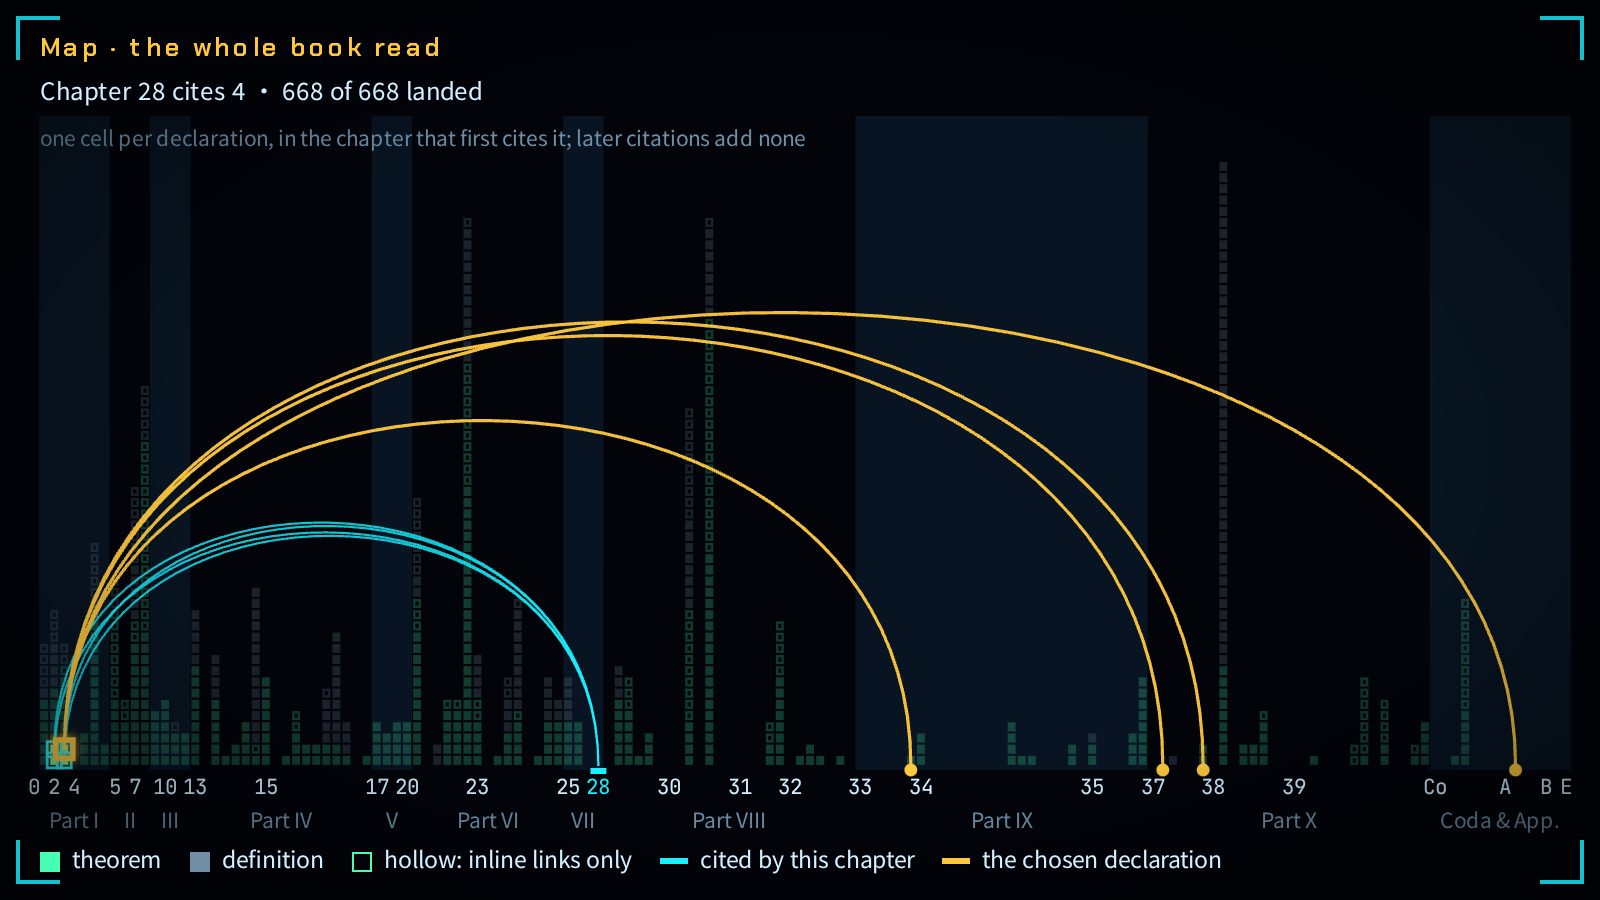 Map · the whole book read
Chapter 28 cites 4 • 668 of 668 landed
one cell per declaration, in the chapter that first cites it; later citations add none
0 2 4 5 7 10 13 15 17 20 23 25 28 30 31 32 33 34 35 37 38 39 Co A B E
Part I II III Part IV V Part VI VII Part VIII Part IX Part X Coda & App.
theorem definition hollow: inline links only cited by this chapter the chosen declaration